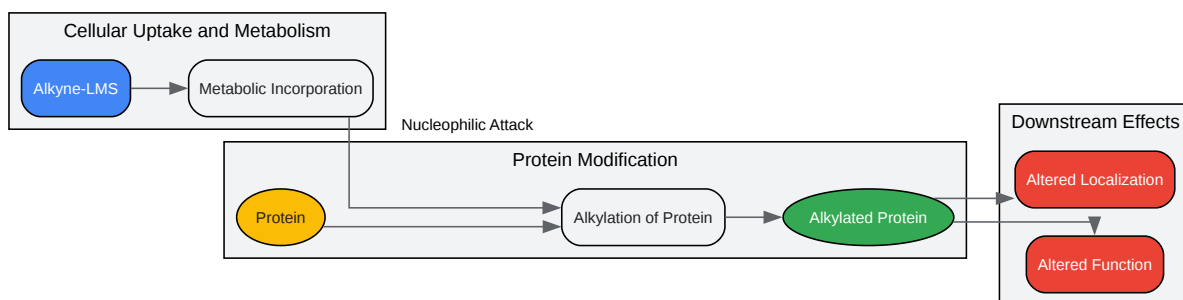 Cellular Uptake and Metabolism
Alkyne-LMS
Metabolic Incorporation
Nucleophilic Attack
Protein Modification
Protein
Alkylation of Protein
Alkylated Protein
Downstream Effects
Altered Localization
Altered Function